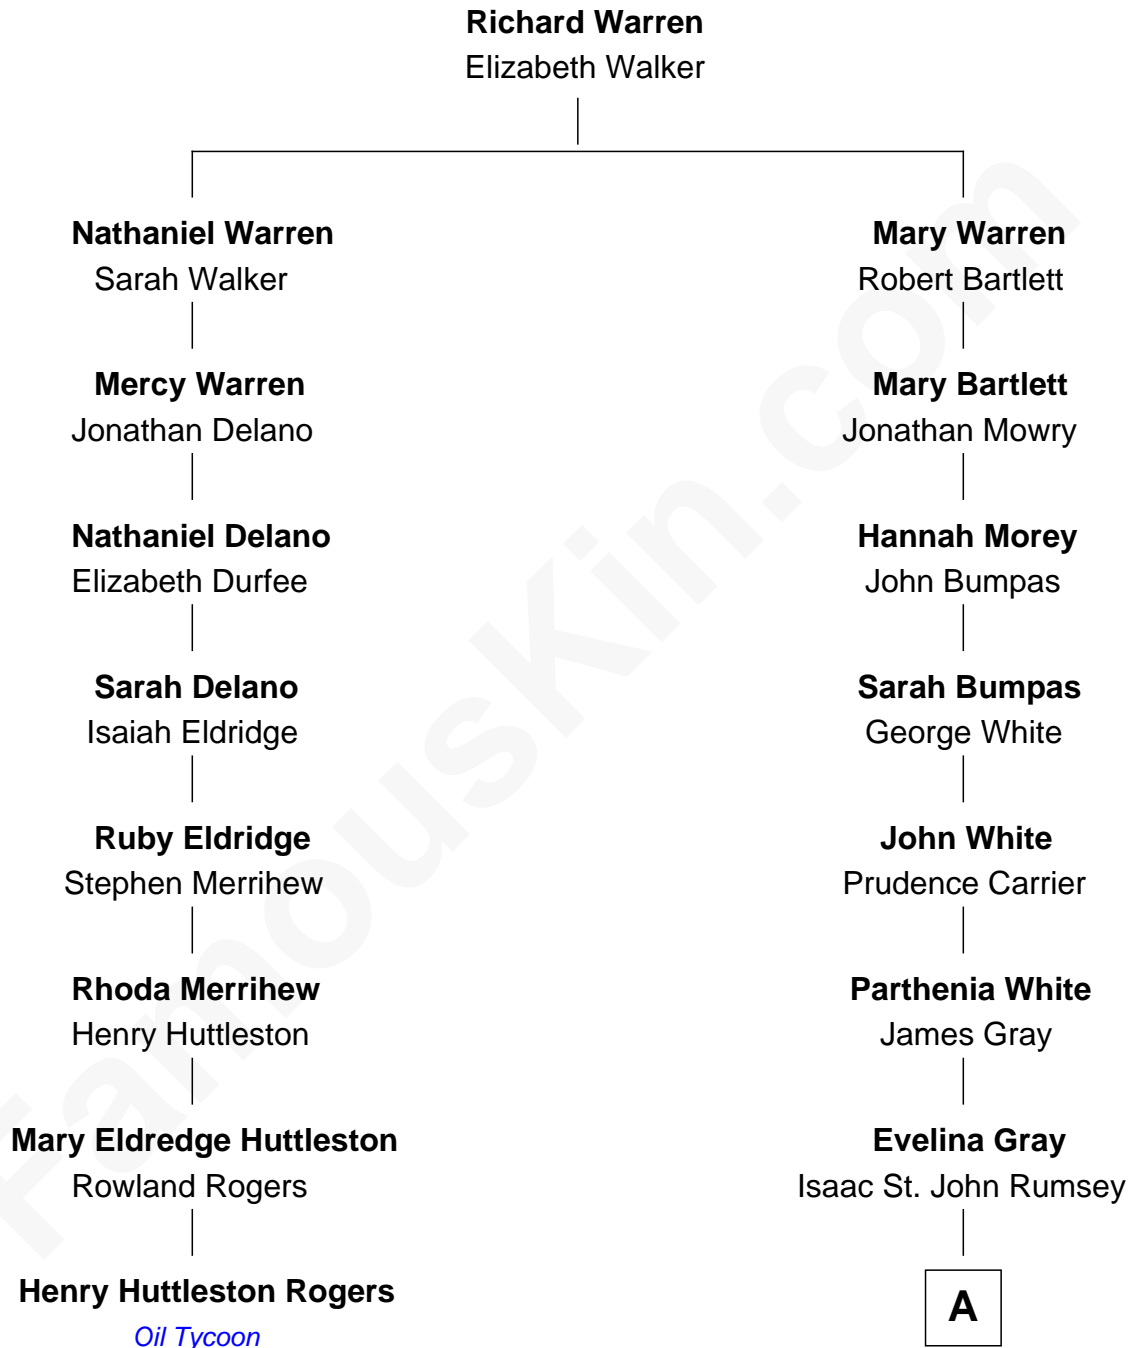 Richard Warren
Elizabeth Walker
Nathaniel Warren
Sarah Walker
Mary Warren
Robert Bartlett
Mercy Warren
Jonathan Delano
Mary Bartlett
Jonathan Mowry
Nathaniel Delano
Elizabeth Durfee
Hannah Morey
John Bumpas
Sarah Delano
Isaiah Eldridge
Sarah Bumpas
George White
Ruby Eldridge
Stephen Merrihew
John White
Prudence Carrier
Rhoda Merrihew
Henry Huttleston
Parthenia White
James Gray
Mary Eldredge Huttleston
Rowland Rogers
Evelina Gray
Isaac St. John Rumsey
Henry Huttleston Rogers
Oil Tycoon
A
FamousKin.com